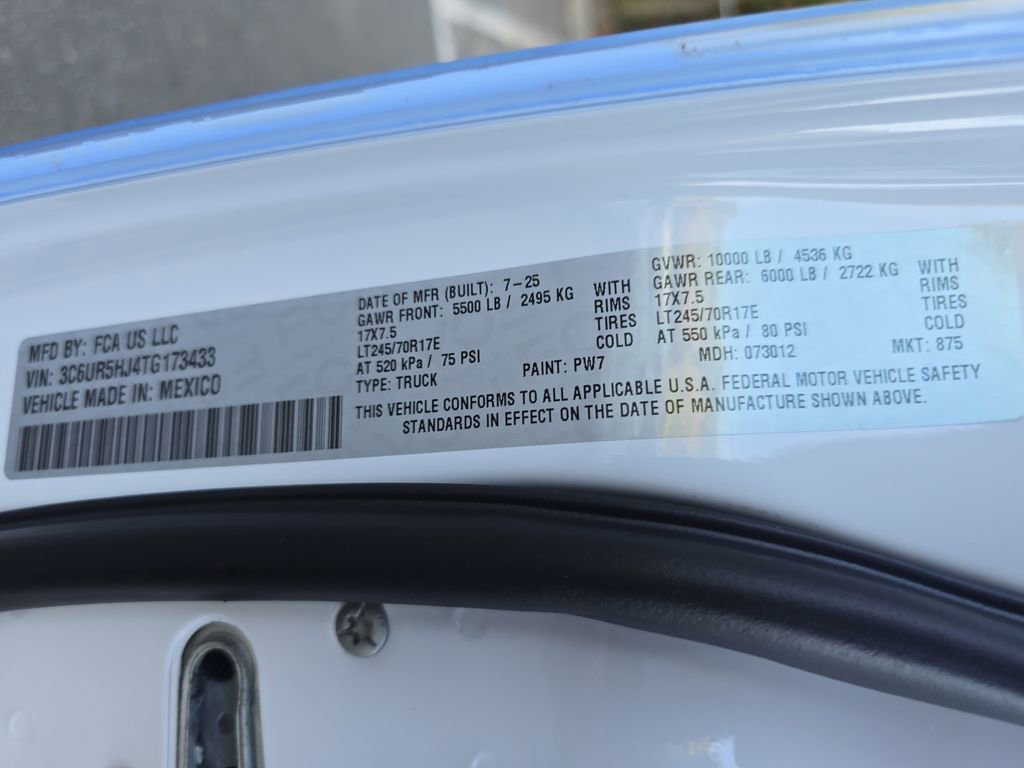 MFD BY: FCA US LLC
VIN: 3C6UR5HJ4TG173433
VEHICLE MADE IN: MEXICO
DATE OF MFR (BUILT): 7-25
GAWR FRONT: 5500 LB / 2495 KG WITH
17X7.5 RIMS
LT245/70R17E TIRES
AT 520 kPa / 75 PSI COLD
TYPE: TRUCK PAINT: PW7
GVWR: 10000 LB / 4536 KG
GAWR REAR: 6000 LB / 2722 KG WITH
17X7.5 RIMS
LT245/70R17E TIRES
AT 550 kPa / 80 PSI COLD
MDH: 073012 MKT: 875
THIS VEHICLE CONFORMS TO ALL APPLICABLE U.S.A. FEDERAL MOTOR VEHICLE SAFETY
STANDARDS IN EFFECT ON THE DATE OF MANUFACTURE SHOWN ABOVE.